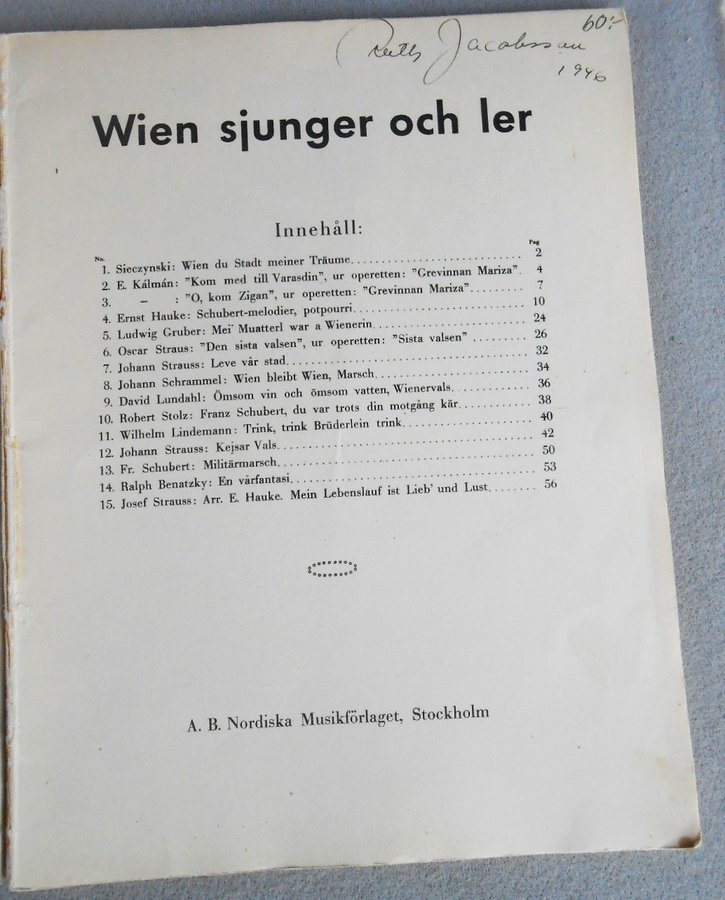 60:-
Ruth Jacobsson
1946
Wien sjunger och ler
Innehåll:
No. Pag
1. Sieczynski: Wien du Stadt meiner Träume 2
2. E. Kálmán: "Kom med till Varasdin", ur operetten: "Grevinnan Mariza". 4
3. — : "O, kom Zigan", ur operetten: "Grevinnan Mariza" 7
4. Ernst Hauke: Schubert-melodier, potpourri 10
5. Ludwig Gruber: Mei Muatterl war a Wienerin 24
6. Oscar Straus: "Den sista valsen", ur operetten: "Sista valsen" 26
7. Johann Strauss: Leve vår stad 32
8. Johann Schrammel: Wien bleibt Wien, Marsch 34
9. David Lundahl: Ömsom vin och ömsom vatten, Wienervals 36
10. Robert Stolz: Franz Schubert, du var trots din motgång kär 38
11. Wilhelm Lindemann: Trink, trink Brüderlein trink 40
12. Johann Strauss: Kejsar Vals 42
13. Fr. Schubert: Militärmarsch 50
14. Ralph Benatzky: En vårfantasi 53
15. Josef Strauss: Arr. E. Hauke. Mein Lebenslauf ist Lieb' und Lust 56
A. B. Nordiska Musikförlaget, Stockholm